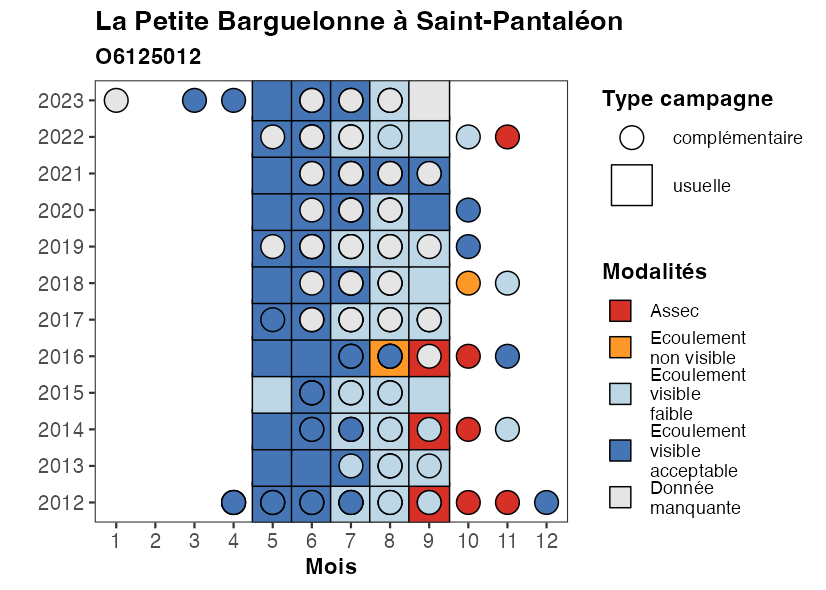 La Petite Barguelonne à Saint-Pantaléon
O6125012
2023
2022
2021
2020
2019
2018
2017
2016
2015
2014
2013
2012
1 2 3 4 5 6 7 8 9 10 11 12
Mois
Type campagne
complémentaire
usuelle
Modalités
Assec
Ecoulement
non visible
Ecoulement
visible
faible
Ecoulement
visible
acceptable
Donnée
manquante